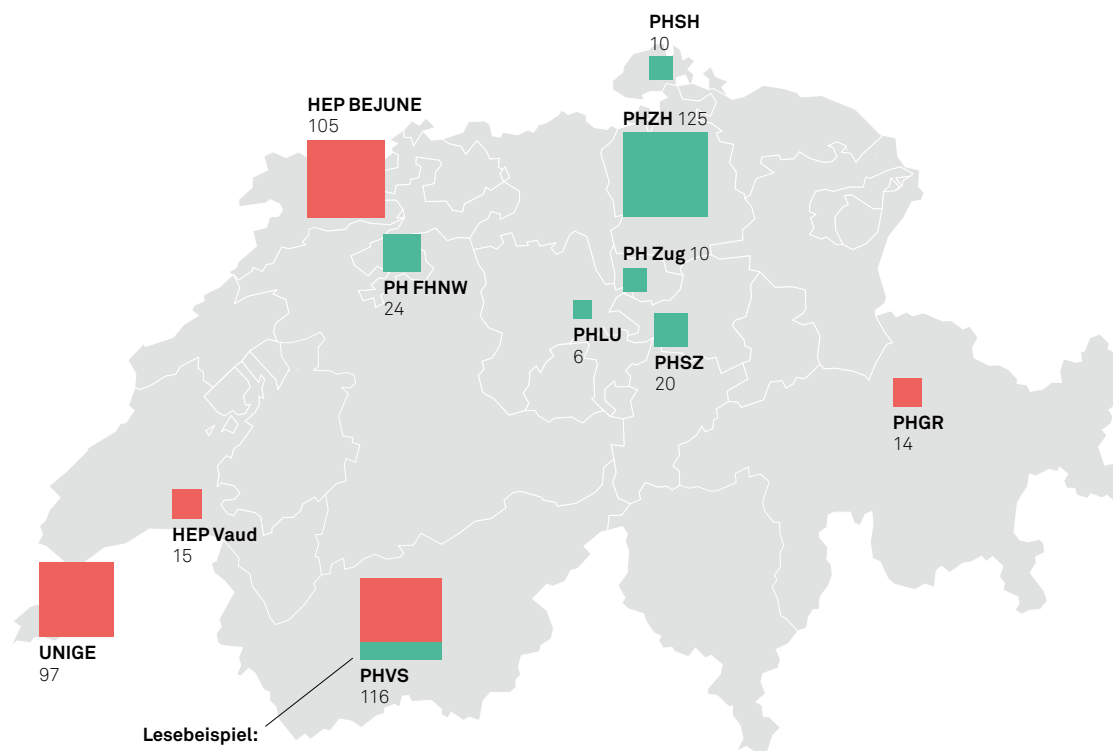 PHSH
10
HEP BEJUNE
105
PHZH 125
PH Zug 10
PH FHNW
24
PHLU
6
PHSZ
20
PHGR
14
HEP Vaud
15
UNIGE
97
PHVS
116
Lesebeispiel: